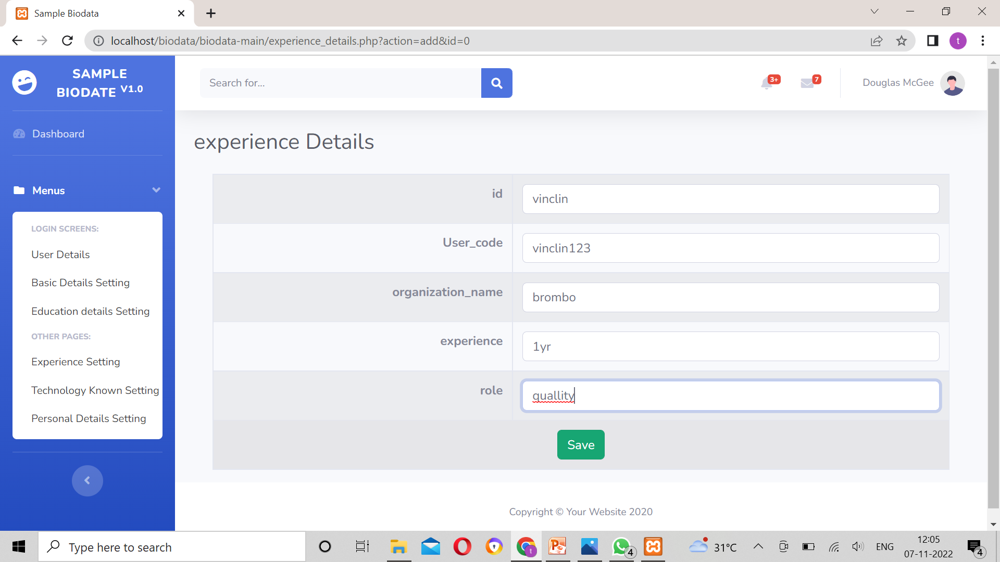 Sample Biodata
localhost/biodata/biodata-main/experience_details.php?action=add&id=0
t
SAMPLE
BIODATE V1.0
Search for...
3+
7
Douglas McGee
Dashboard
Menus
LOGIN SCREENS:
User Details
Basic Details Setting
Education details Setting
OTHER PAGES:
Experience Setting
Technology Known Setting
Personal Details Setting
experience Details
id
vinclin
User_code
vinclin123
organization_name
brombo
experience
1yr
role
quallity
Save
Copyright © Your Website 2020
Type here to search
t
P
4
31°C
ENG
12:05
07-11-2022
4